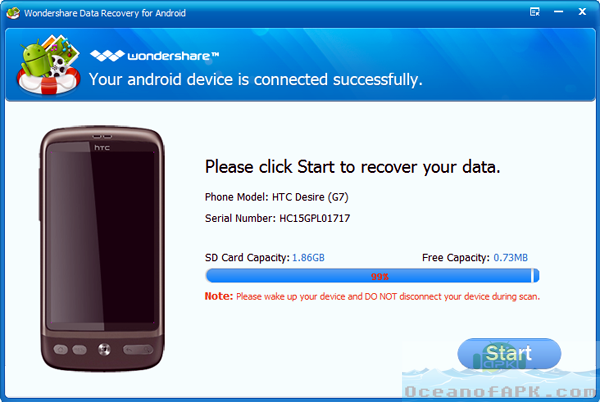 Wondershare Data Recovery for Android
wondershare™
Your android device is connected successfully.
hTC
Please click Start to recover your data.
Phone Model: HTC Desire (G7)
Serial Number: HC15GPL01717
SD Card Capacity: 1.86GB Free Capacity: 0.73MB
99%
Note: Please wake up your device and DO NOT disconnect your device during scan.
Start
OceanofAPK.com